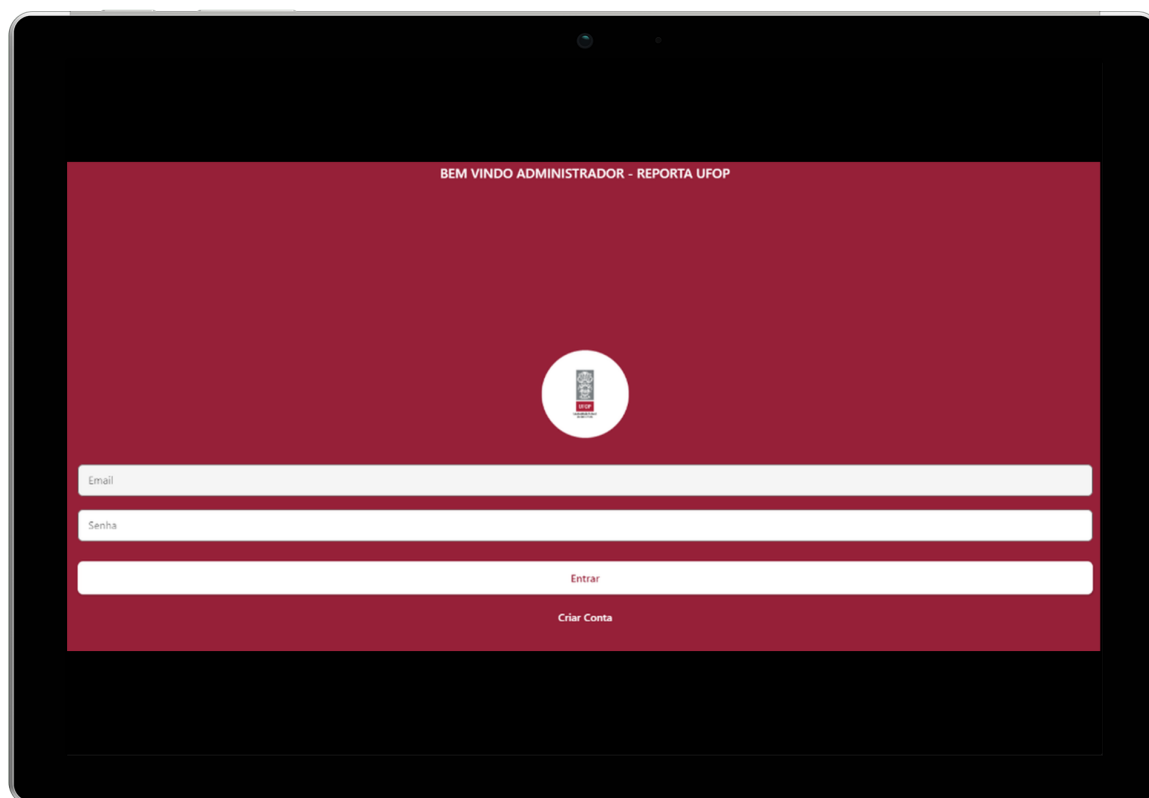 BEM VINDO ADMINISTRADOR - REPORTA UFOP
UFOP
Email
Senha
Entrar
Criar Conta